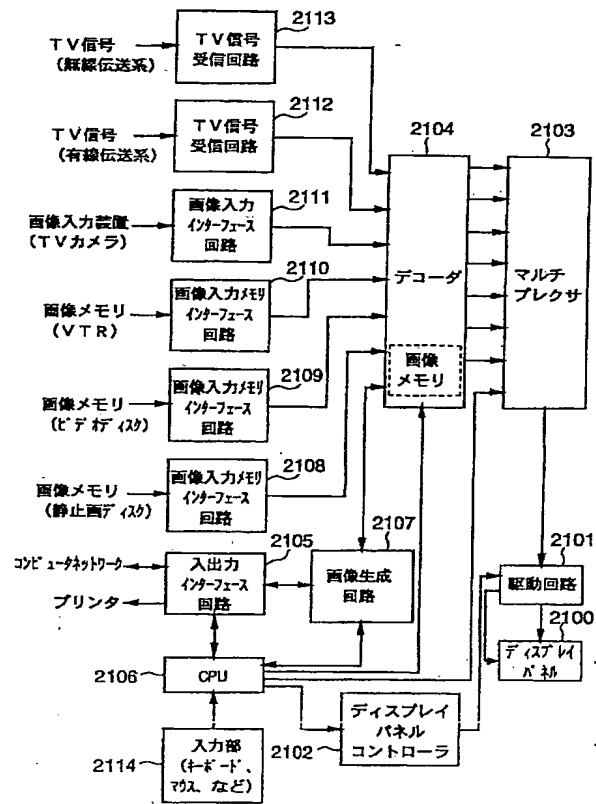 2113
TV信号
(無線伝送系)
TV信号
受信回路
2112
TV信号
(有線伝送系)
TV信号
受信回路
2104
2103
2111
画像入力装置
(TVカメラ)
画像入力
インターフェース
回路
2110
画像メモリ
(VTR)
画像入力メモリ
インターフェース
回路
デコーダ
マルチ
プレクサ
画像
メモリ
2109
画像メモリ
(ビデオディスク)
画像入力メモリ
インターフェース
回路
2108
画像メモリ
(静止画ディスク)
画像入力メモリ
インターフェース
回路
2105
2107
コンピュータネットワーク
プリンタ
入出力
インターフェース
回路
画像生成
回路
2101
駆動回路
2100
ディスプレイ
パネル
2106
CPU
ディスプレイ
パネル
コントローラ
2102
2114
入力部
(キーボード、
マウス、など)